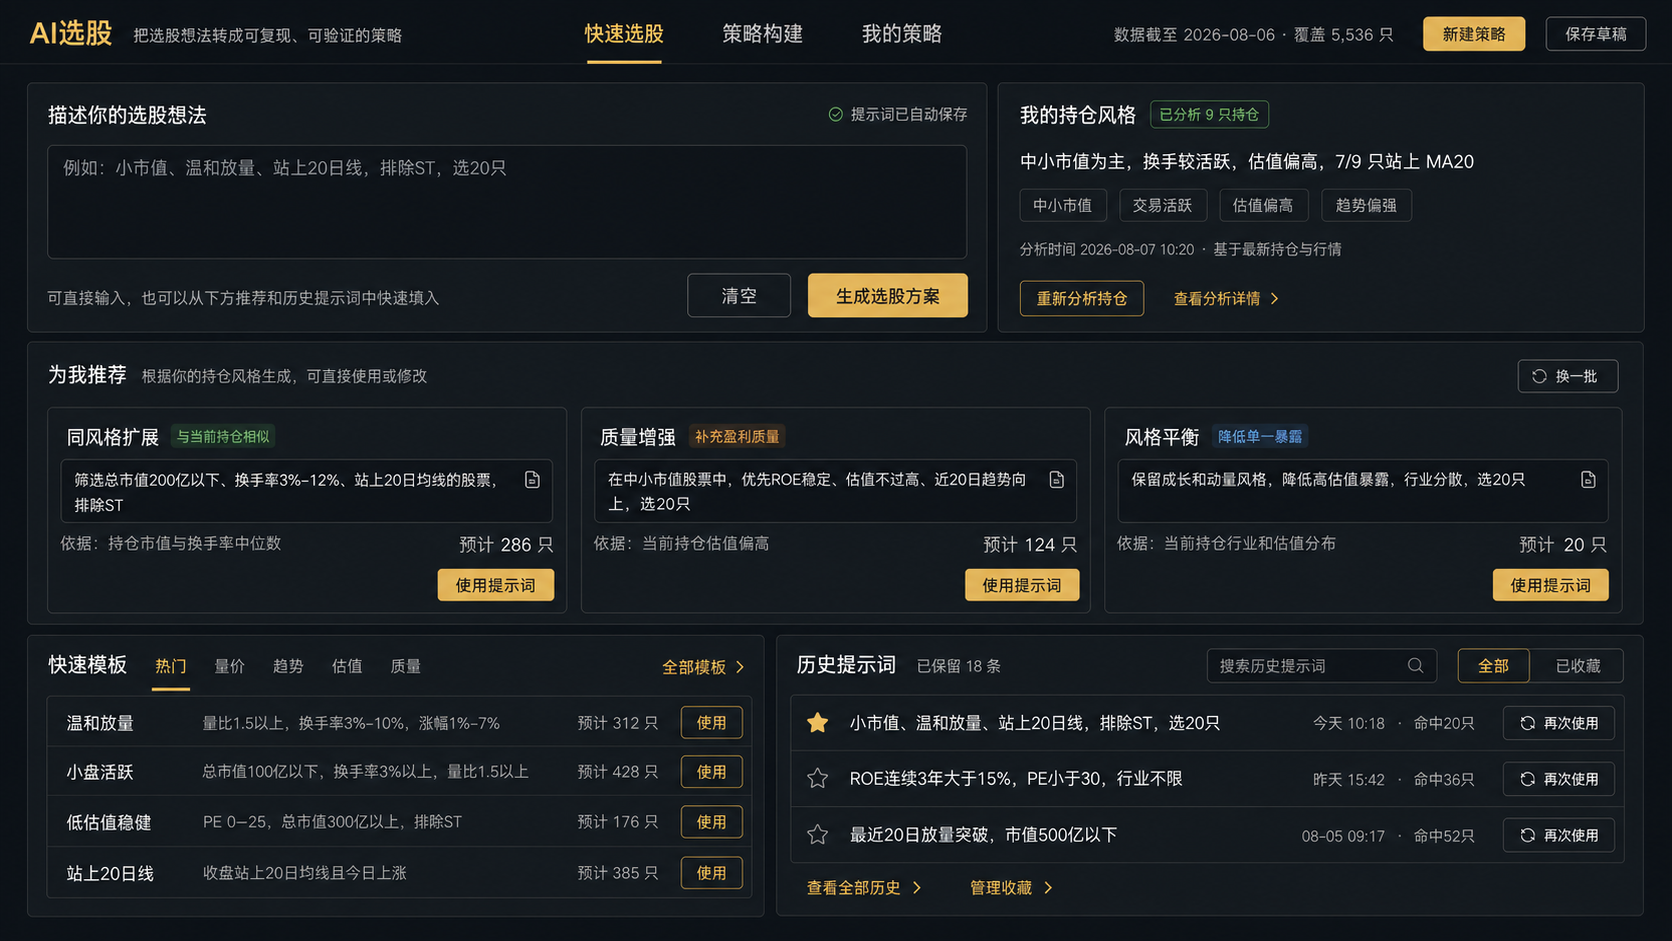 AI选股 把选股想法转成可复现、可验证的策略 快速选股 策略构建 我的策略 数据截至 2026-08-06 · 覆盖 5,536 只 新建策略 保存草稿
描述你的选股想法 提示词已自动保存
例如：小市值、温和放量、站上20日线，排除ST，选20只
可直接输入，也可以从下方推荐和历史提示词中快速填入 清空 生成选股方案
我的持仓风格 已分析 9 只持仓
中小市值为主，换手较活跃，估值偏高，7/9 只站上 MA20
中小市值 交易活跃 估值偏高 趋势偏强
分析时间 2026-08-07 10:20 · 基于最新持仓与行情
重新分析持仓 查看分析详情
为我推荐 根据你的持仓风格生成，可直接使用或修改 换一批
同风格扩展 与当前持仓相似
筛选总市值200亿以下、换手率3%-12%、站上20日均线的股票，
排除ST
依据：持仓市值与换手率中位数 预计 286 只
使用提示词
质量增强 补充盈利质量
在中小市值股票中，优先ROE稳定、估值不过高、近20日趋势向
上，选20只
依据：当前持仓估值偏高 预计 124 只
使用提示词
风格平衡 降低单一暴露
保留成长和动量风格，降低高估值暴露，行业分散，选20只
依据：当前持仓行业和估值分布 预计 20 只
使用提示词
快速模板 热门 量价 趋势 估值 质量 全部模板
温和放量 量比1.5以上，换手率3%-10%，涨幅1%-7% 预计 312 只 使用
小盘活跃 总市值100亿以下，换手率3%以上，量比1.5以上 预计 428 只 使用
低估值稳健 PE 0—25，总市值300亿以上，排除ST 预计 176 只 使用
站上20日线 收盘站上20日均线且今日上涨 预计 385 只 使用
历史提示词 已保留 18 条 搜索历史提示词 全部 已收藏
小市值、温和放量、站上20日线，排除ST，选20只 今天 10:18 · 命中20只 再次使用
ROE连续3年大于15%，PE小于30，行业不限 昨天 15:42 · 命中36只 再次使用
最近20日放量突破，市值500亿以下 08-05 09:17 · 命中52只 再次使用
查看全部历史 管理收藏